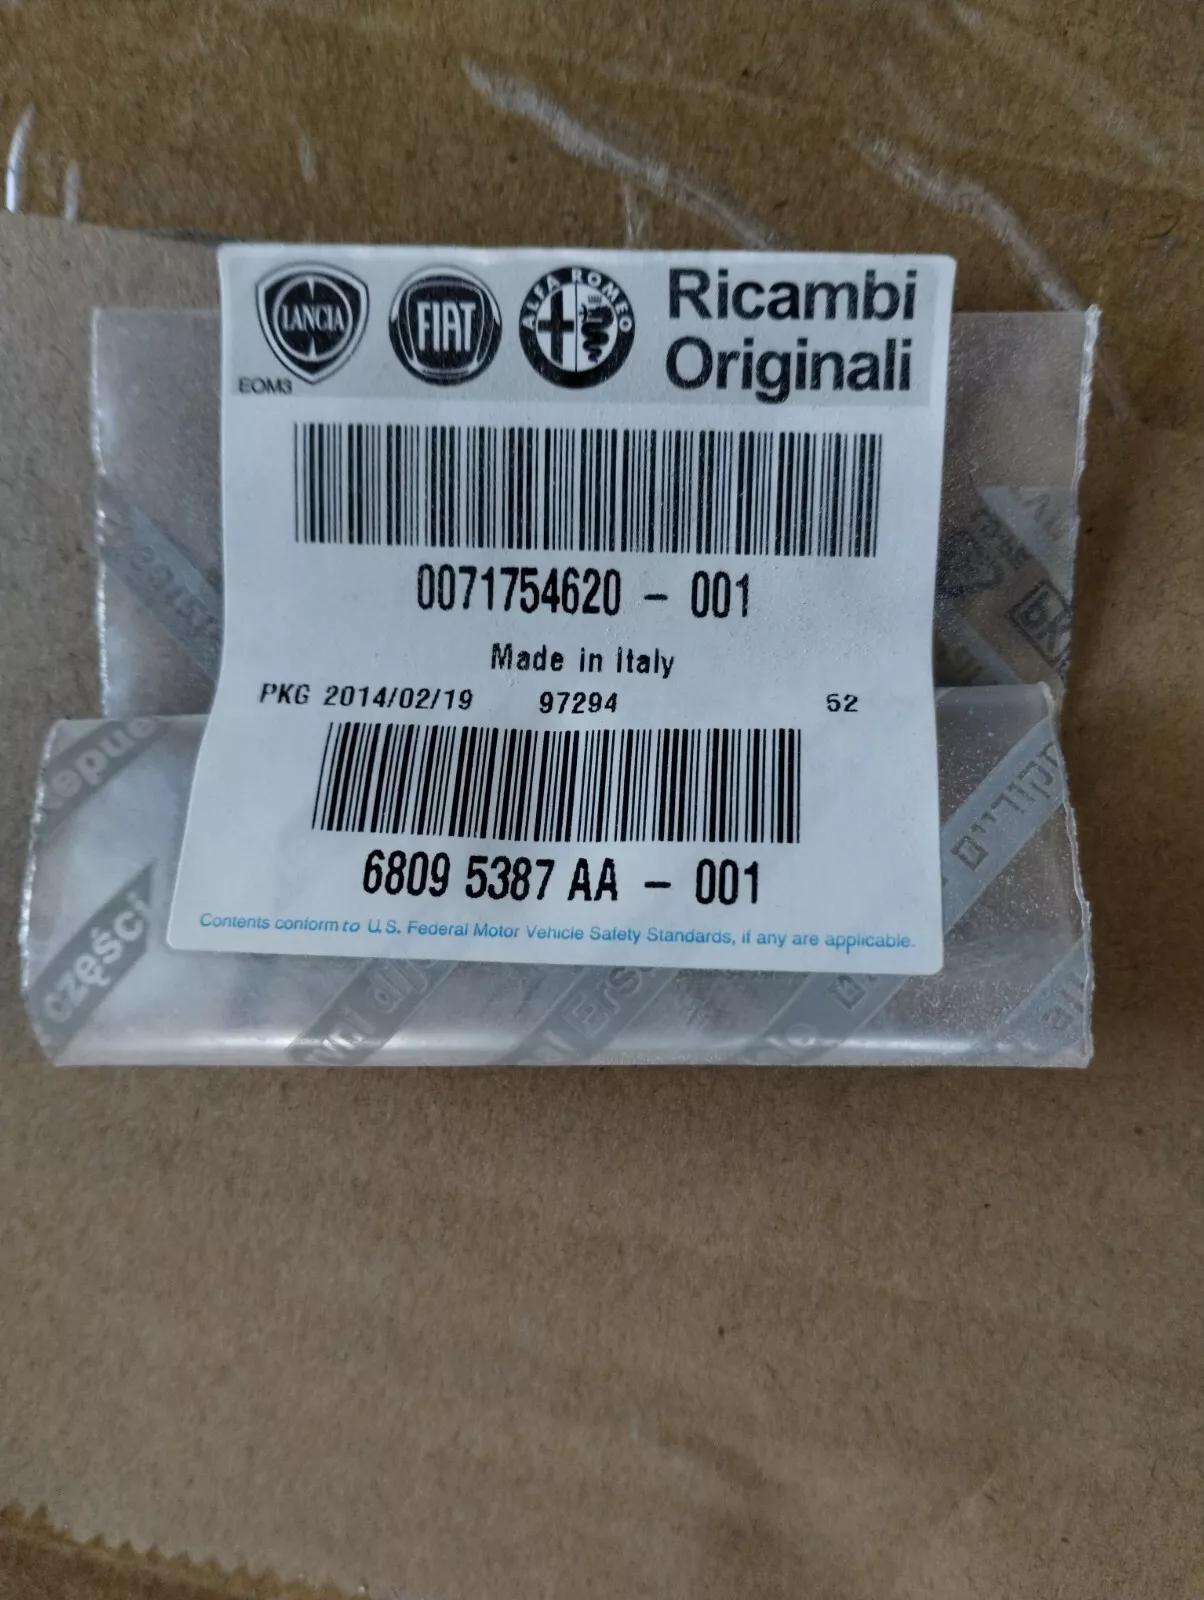 LANCIA
FIAT
ALFA ROMEO
Ricambi
Originali
EOM3
0071754620 - 001
Made in Italy
PKG 2014/02/19 97294 52
6809 5387 AA - 001
Contents conform to U.S. Federal Motor Vehicle Safety Standards, if any are applicable.
części